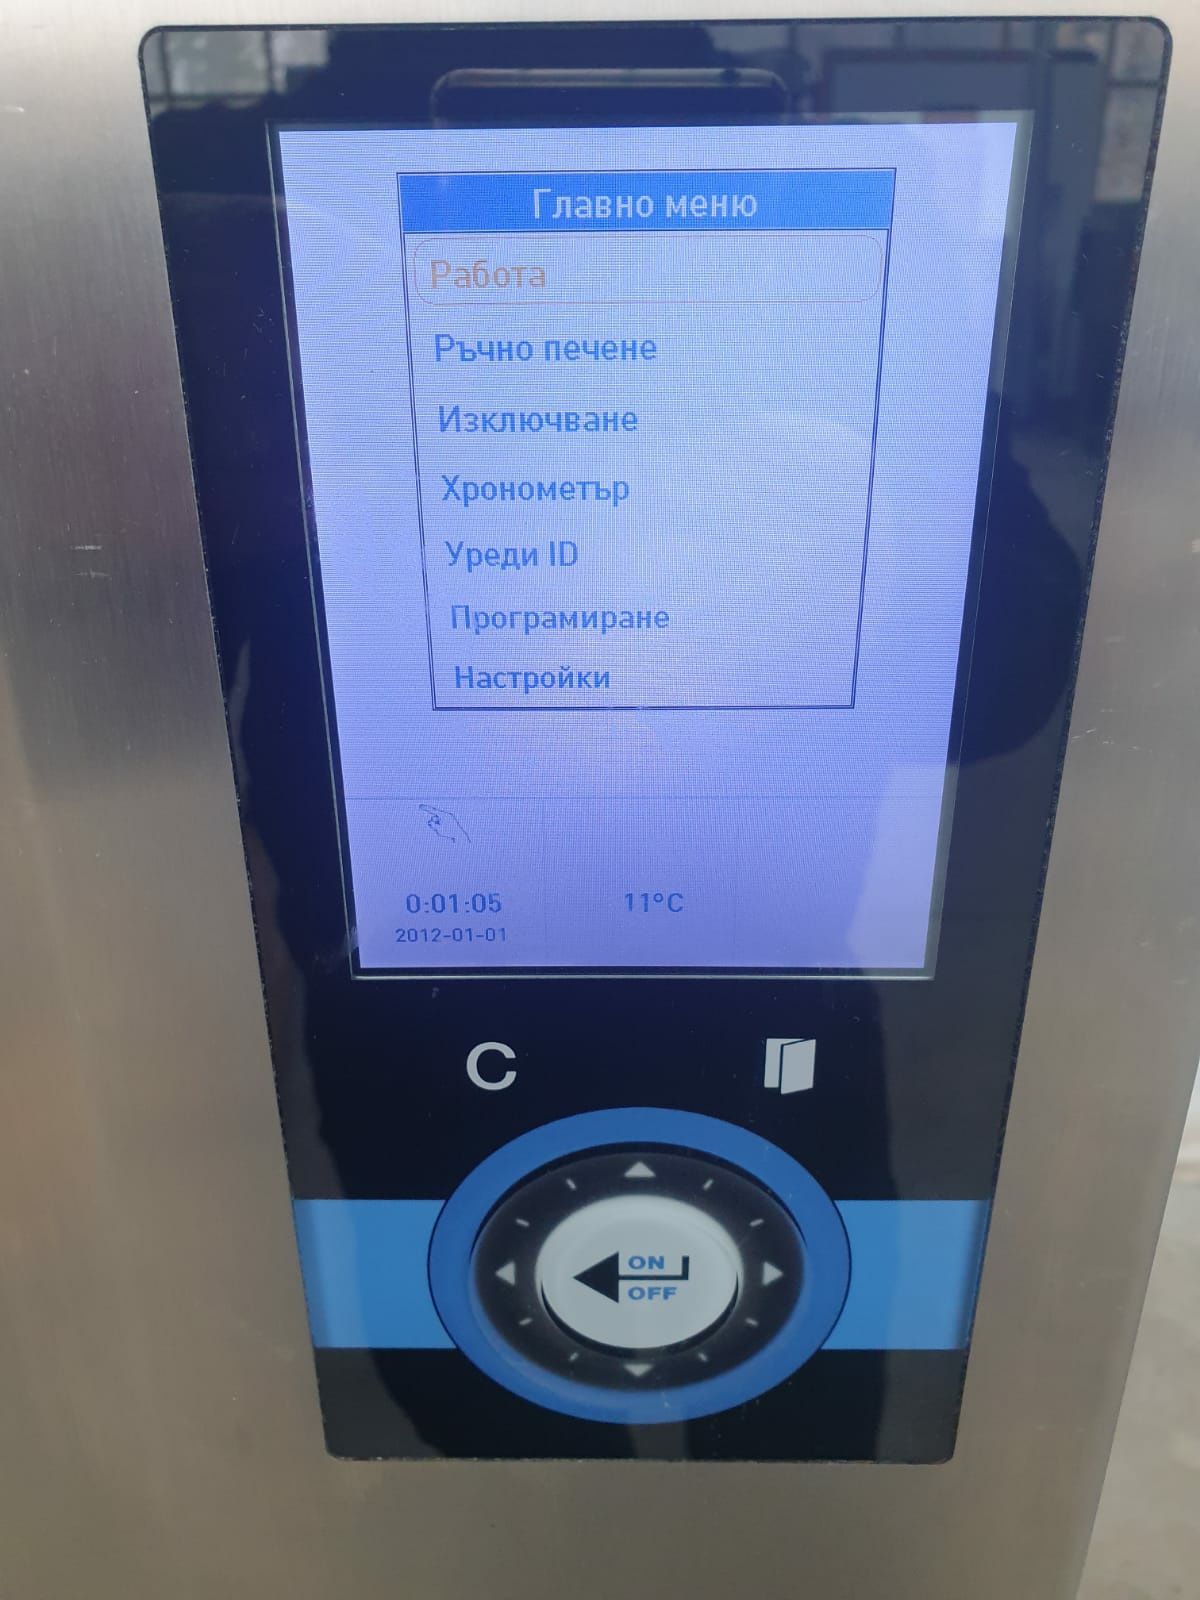 Главно меню
Работа
Ръчно печене
Изключване
Хронометър
Уреди ID
Програмиране
Настройки
0:01:05 11°C
2012-01-01
C
ON
OFF